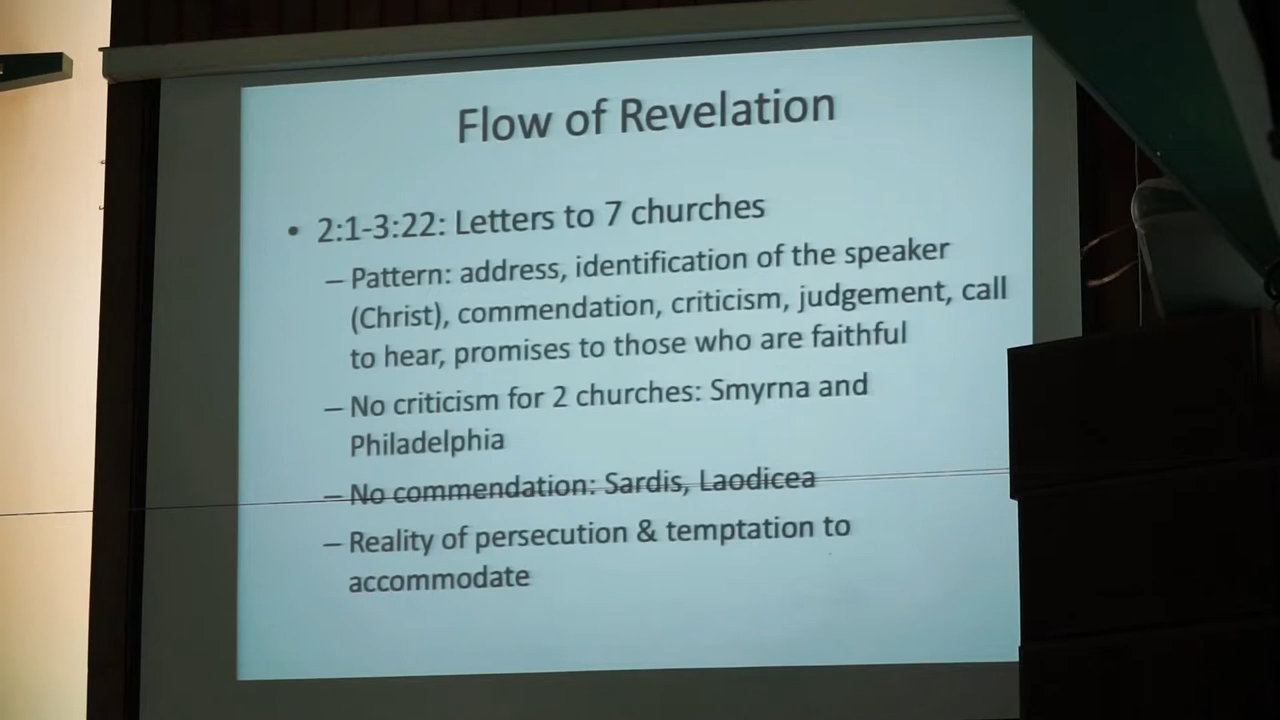 Flow of Revelation
• 2:1-3:22: Letters to 7 churches
– Pattern: address, identification of the speaker
(Christ), commendation, criticism, judgement, call
to hear, promises to those who are faithful
– No criticism for 2 churches: Smyrna and
Philadelphia
– No commendation: Sardis, Laodicea
– Reality of persecution & temptation to
accommodate